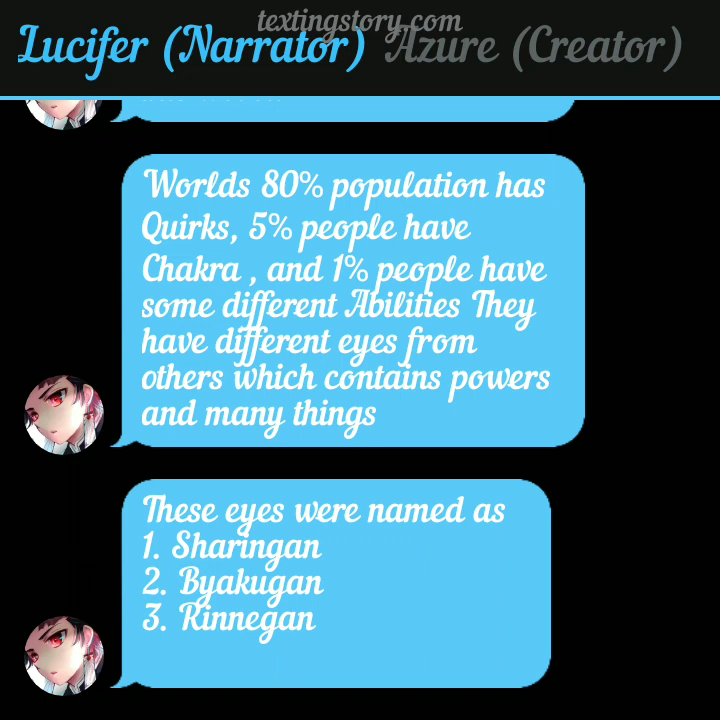 textingstory.com
Lucifer (Narrator) Azure (Creator)
Worlds 80% population has
Quirks, 5% people have
Chakra , and 1% people have
some different Abilities They
have different eyes from
others which contains powers
and many things
These eyes were named as
1. Sharingan
2. Byakugan
3. Rinnegan